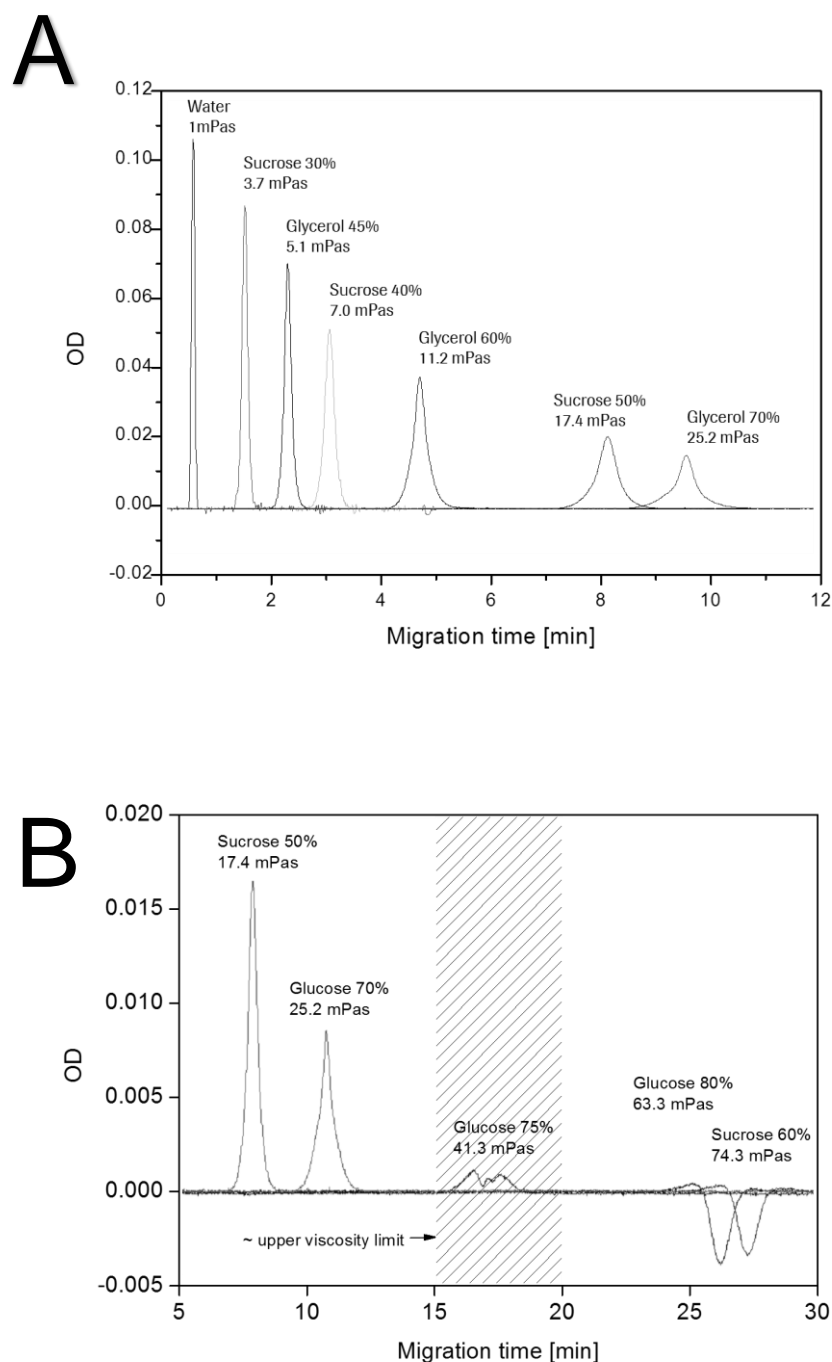 A
0.12
Water
1mPas
0.10
Sucrose 30%
3.7 mPas
0.08
Glycerol 45%
5.1 mPas
0.06
Sucrose 40%
7.0 mPas
OD
0.04
Glycerol 60%
11.2 mPas
Sucrose 50%
17.4 mPas
Glycerol 70%
25.2 mPas
0.02
0.00
-0.02
0 2 4 6 8 10 12
Migration time [min]
B
0.020
Sucrose 50%
17.4 mPas
0.015
Glucose 70%
25.2 mPas
0.010
OD
0.005
Glucose 75%
41.3 mPas
Glucose 80%
63.3 mPas
Sucrose 60%
74.3 mPas
0.000
~ upper viscosity limit
-0.005
5 10 15 20 25 30
Migration time [min]